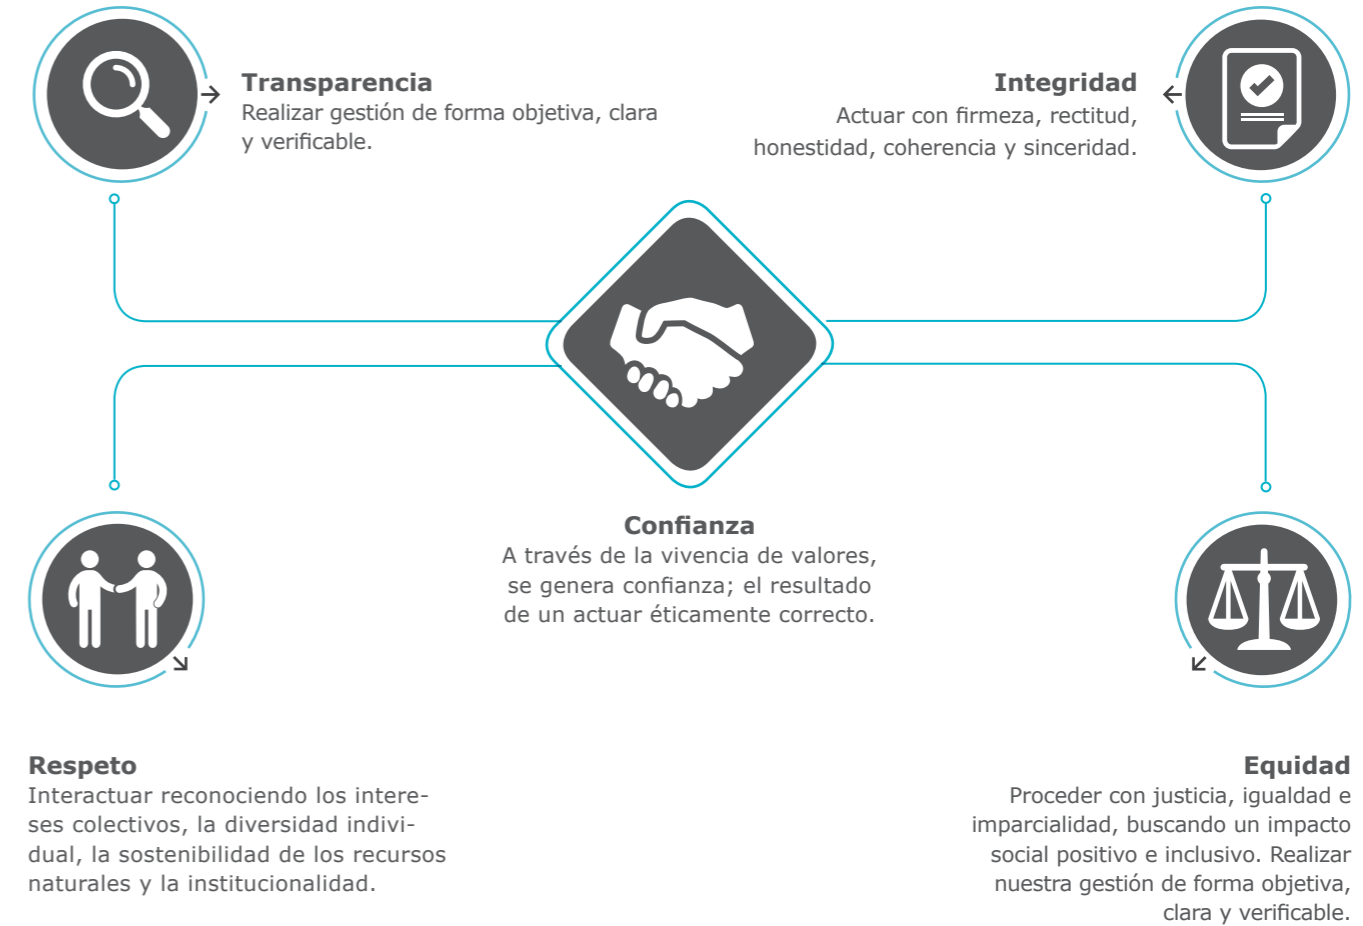 Transparencia
Realizar gestión de forma objetiva, clara
y verificable.
Integridad
Actuar con firmeza, rectitud,
honestidad, coherencia y sinceridad.
Confianza
A través de la vivencia de valores,
se genera confianza; el resultado
de un actuar éticamente correcto.
Respeto
Interactuar reconociendo los intere-
ses colectivos, la diversidad indivi-
dual, la sostenibilidad de los recursos
naturales y la institucionalidad.
Equidad
Proceder con justicia, igualdad e
imparcialidad, buscando un impacto
social positivo e inclusivo. Realizar
nuestra gestión de forma objetiva,
clara y verificable.